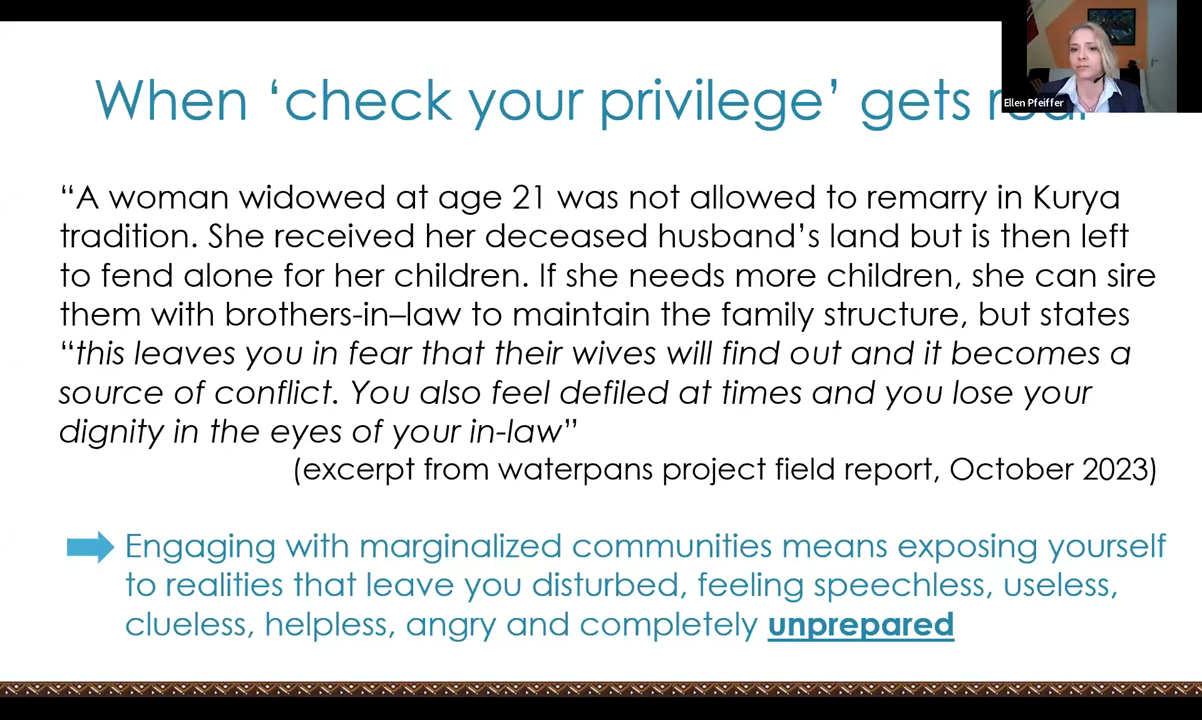 When ‘check your privilege’ gets
Ellen Pfeiffer
“A woman widowed at age 21 was not allowed to remarry in Kurya
tradition. She received her deceased husband’s land but is then left
to fend alone for her children. If she needs more children, she can sire
them with brothers-in–law to maintain the family structure, but states
“this leaves you in fear that their wives will find out and it becomes a
source of conflict. You also feel defiled at times and you lose your
dignity in the eyes of your in-law”
(excerpt from waterpans project field report, October 2023)
Engaging with marginalized communities means exposing yourself
to realities that leave you disturbed, feeling speechless, useless,
clueless, helpless, angry and completely unprepared